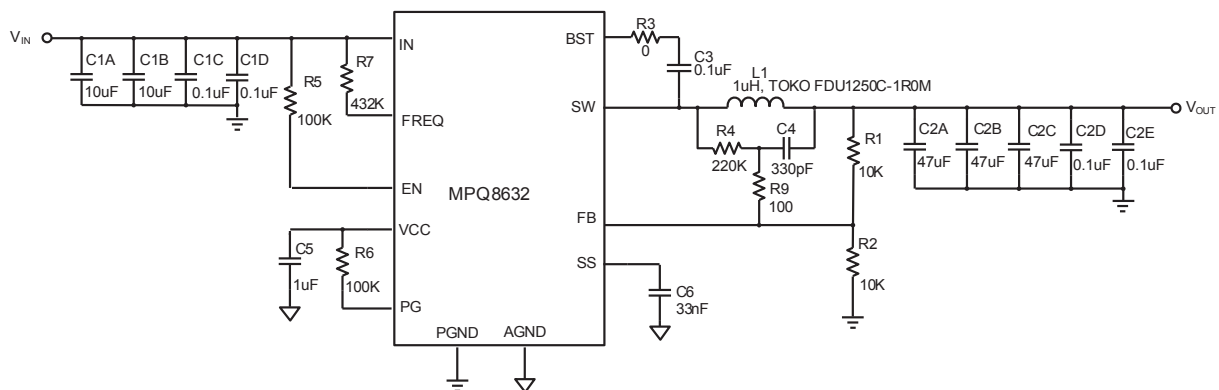 V_IN
C1A
10uF
C1B
10uF
C1C
0.1uF
C1D
0.1uF
R5
100K
R7
432K
IN
FREQ
EN
VCC
PG
C5
1uF
R6
100K
MPQ8632
PGND
AGND
BST
SW
FB
SS
R3
0
C3
0.1uF
L1
1uH, TOKO FDU1250C-1R0M
R4
220K
C4
330pF
R9
100
R1
10K
R2
10K
C6
33nF
C2A
47uF
C2B
47uF
C2C
47uF
C2D
0.1uF
C2E
0.1uF
V_OUT